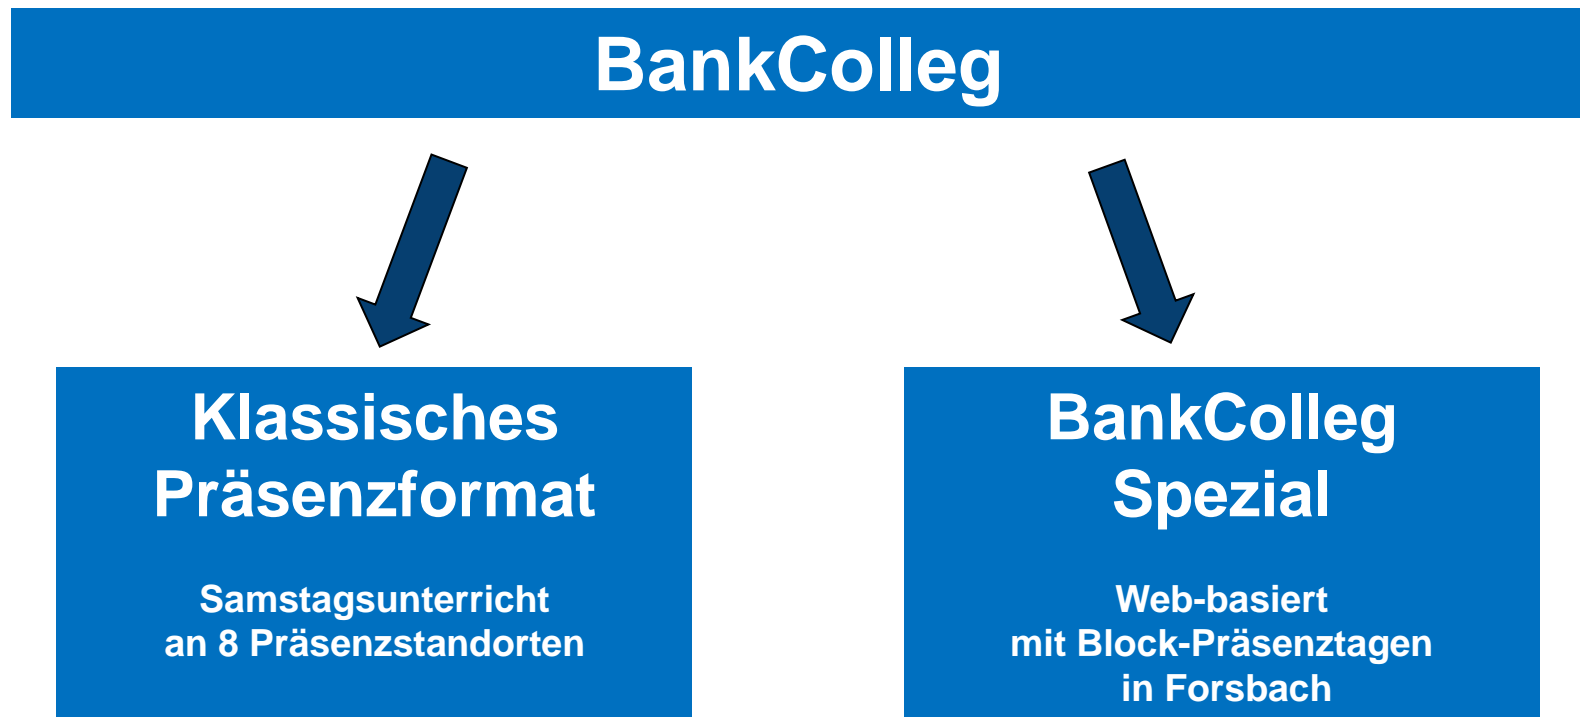 BankColleg
Klassisches
Präsenzformat
Samstagsunterricht
an 8 Präsenzstandorten
BankColleg
Spezial
Web-basiert
mit Block-Präsenztagen
in Forsbach